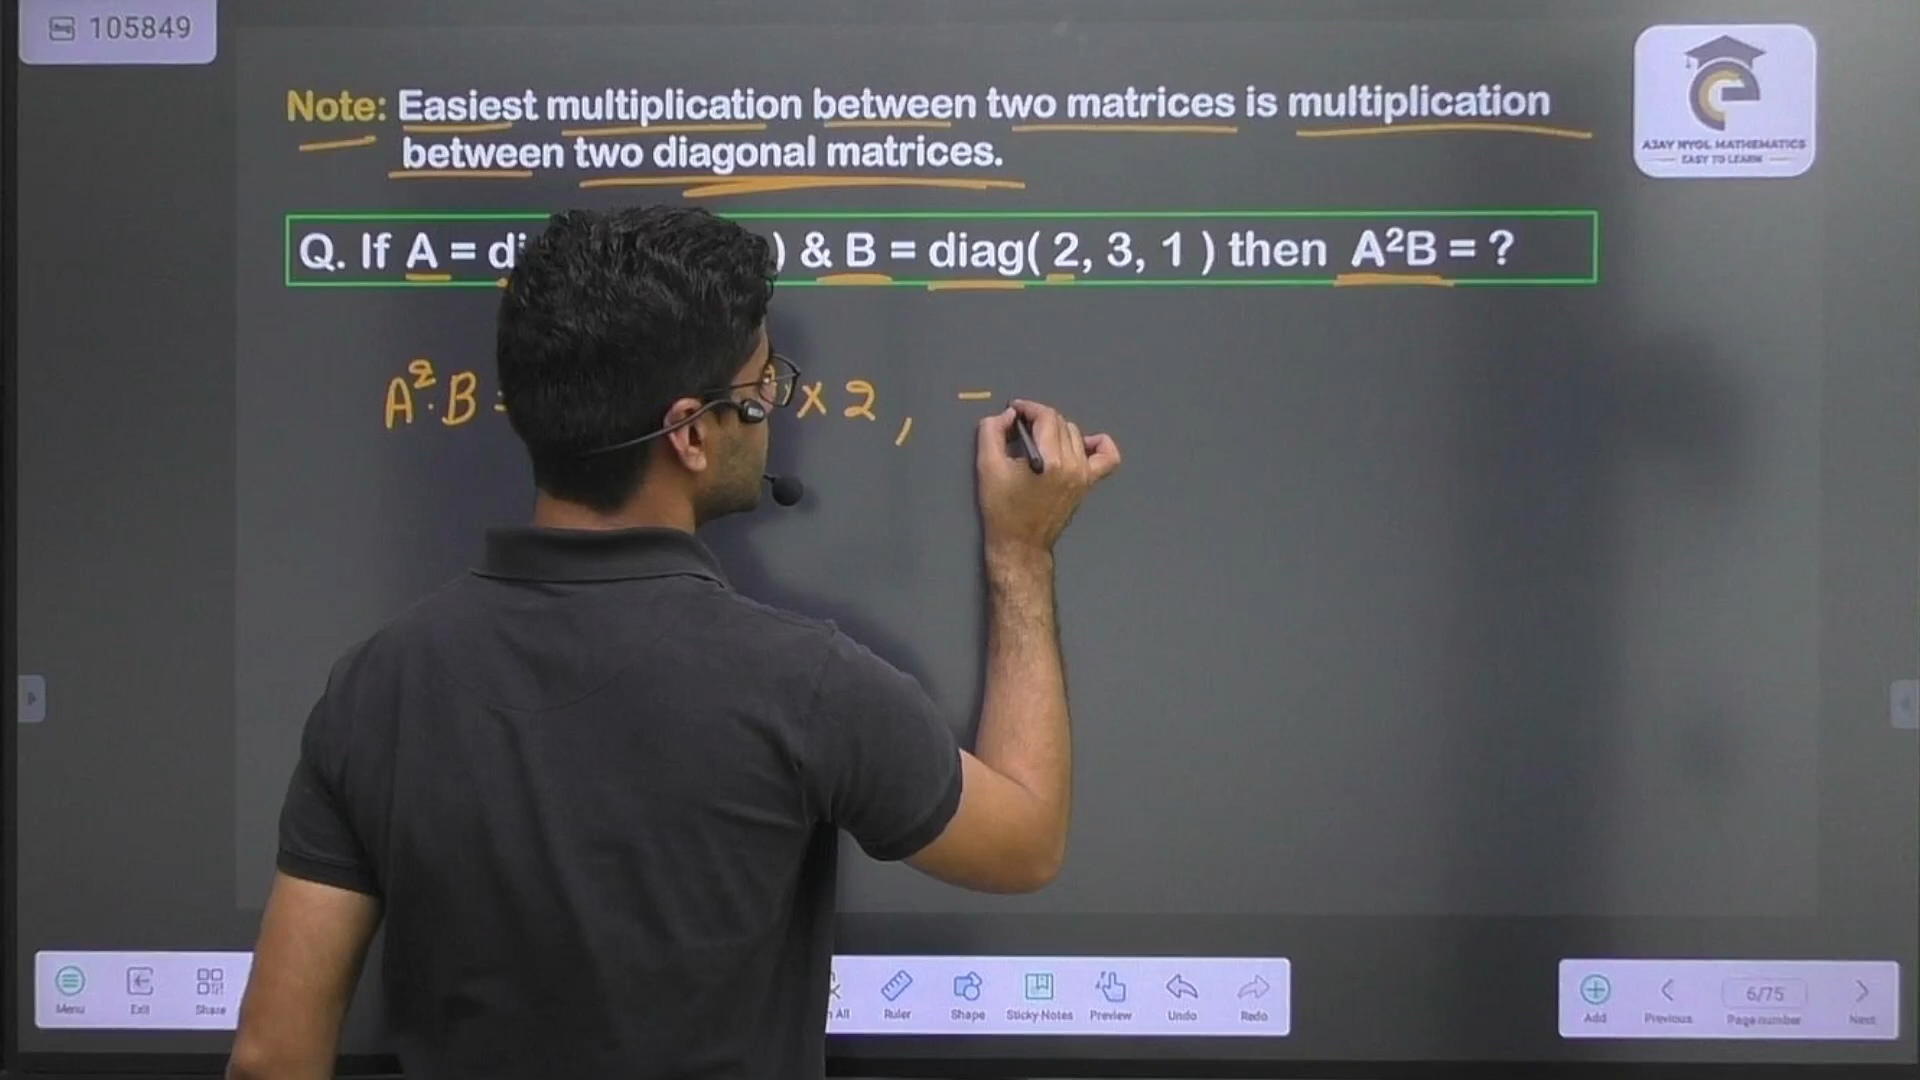 105849
Note: Easiest multiplication between two matrices is multiplication
between two diagonal matrices.
AJAY NYOL MATHEMATICS
EASY TO LEARN
Q. If A = ) & B = diag( 2, 3, 1 ) then A²B = ?
A².B × 2 , −
Menu Exit Share All Ruler Shape Sticky Notes Preview Undo Redo Add Previous 6/75 Page number Next